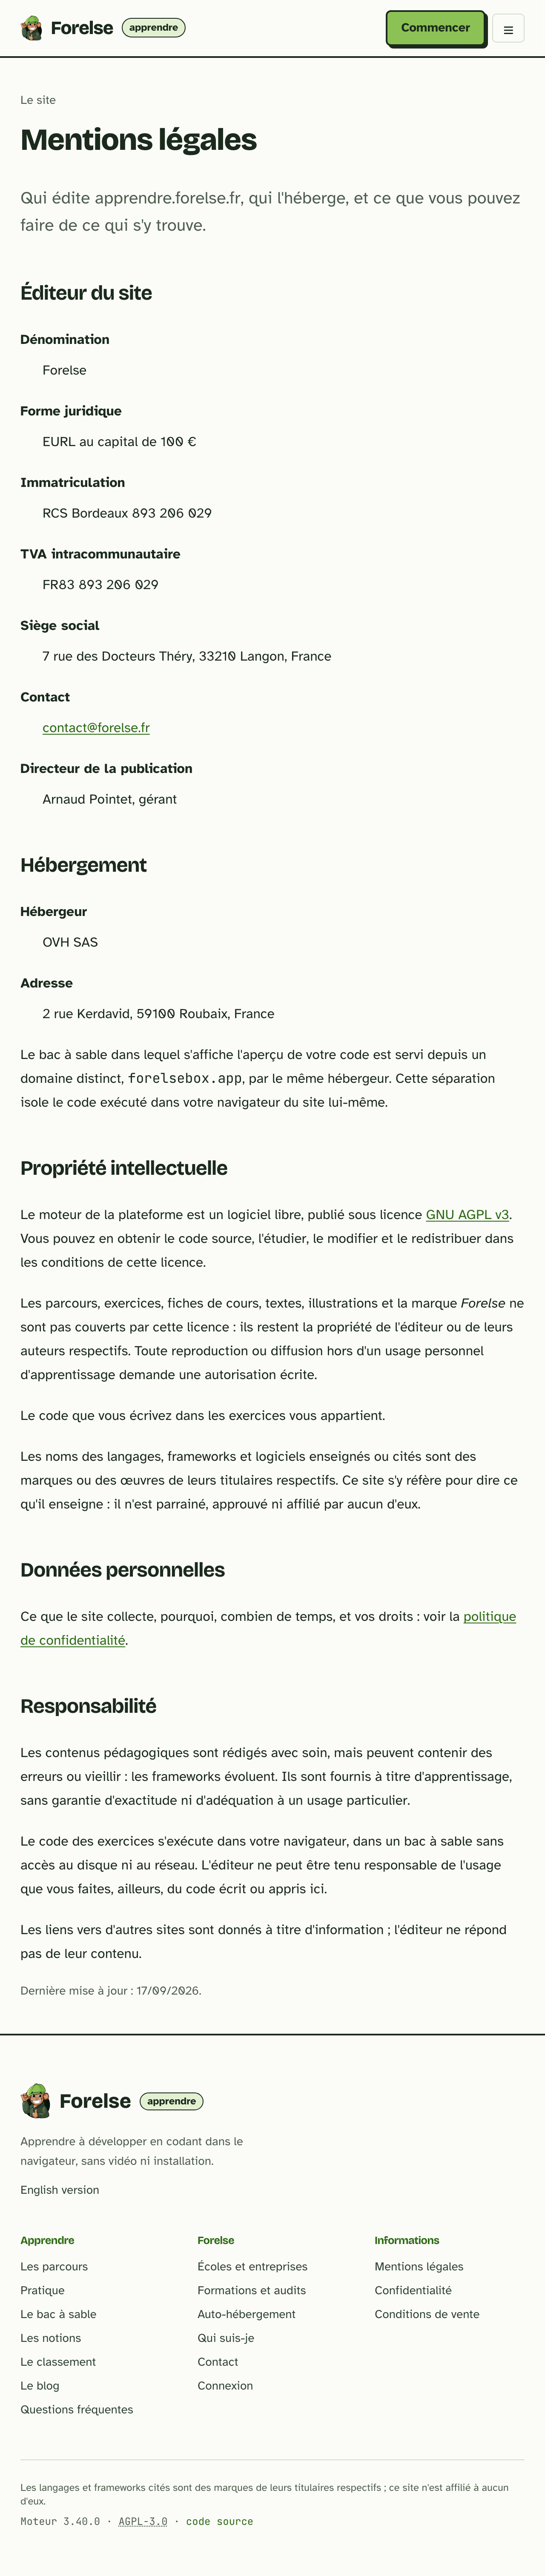 Forelse apprendre Commencer
Le site
Mentions légales
Qui édite apprendre.forelse.fr, qui l'héberge, et ce que vous pouvez
faire de ce qui s'y trouve.
Éditeur du site
Dénomination
Forelse
Forme juridique
EURL au capital de 100 €
Immatriculation
RCS Bordeaux 893 206 029
TVA intracommunautaire
FR83 893 206 029
Siège social
7 rue des Docteurs Théry, 33210 Langon, France
Contact
contact@forelse.fr
Directeur de la publication
Arnaud Pointet, gérant
Hébergement
Hébergeur
OVH SAS
Adresse
2 rue Kerdavid, 59100 Roubaix, France
Le bac à sable dans lequel s'affiche l'aperçu de votre code est servi depuis un
domaine distinct, forelsebox.app, par le même hébergeur. Cette séparation
isole le code exécuté dans votre navigateur du site lui-même.
Propriété intellectuelle
Le moteur de la plateforme est un logiciel libre, publié sous licence GNU AGPL v3.
Vous pouvez en obtenir le code source, l'étudier, le modifier et le redistribuer dans
les conditions de cette licence.
Les parcours, exercices, fiches de cours, textes, illustrations et la marque Forelse ne
sont pas couverts par cette licence : ils restent la propriété de l'éditeur ou de leurs
auteurs respectifs. Toute reproduction ou diffusion hors d'un usage personnel
d'apprentissage demande une autorisation écrite.
Le code que vous écrivez dans les exercices vous appartient.
Les noms des langages, frameworks et logiciels enseignés ou cités sont des
marques ou des œuvres de leurs titulaires respectifs. Ce site s'y réfère pour dire ce
qu'il enseigne : il n'est parrainé, approuvé ni affilié par aucun d'eux.
Données personnelles
Ce que le site collecte, pourquoi, combien de temps, et vos droits : voir la politique
de confidentialité.
Responsabilité
Les contenus pédagogiques sont rédigés avec soin, mais peuvent contenir des
erreurs ou vieillir : les frameworks évoluent. Ils sont fournis à titre d'apprentissage,
sans garantie d'exactitude ni d'adéquation à un usage particulier.
Le code des exercices s'exécute dans votre navigateur, dans un bac à sable sans
accès au disque ni au réseau. L'éditeur ne peut être tenu responsable de l'usage
que vous faites, ailleurs, du code écrit ou appris ici.
Les liens vers d'autres sites sont donnés à titre d'information ; l'éditeur ne répond
pas de leur contenu.
Dernière mise à jour : 17/09/2026.
Forelse apprendre
Apprendre à développer en codant dans le
navigateur, sans vidéo ni installation.
English version
Apprendre
Les parcours
Pratique
Le bac à sable
Les notions
Le classement
Le blog
Questions fréquentes
Forelse
Écoles et entreprises
Formations et audits
Auto-hébergement
Qui suis-je
Contact
Connexion
Informations
Mentions légales
Confidentialité
Conditions de vente
Les langages et frameworks cités sont des marques de leurs titulaires respectifs ; ce site n'est affilié à aucun
d'eux.
Moteur 3.40.0 · AGPL-3.0 · code source